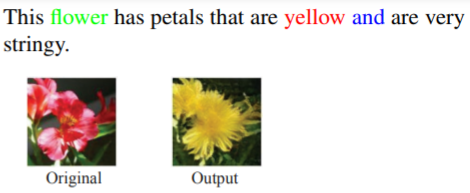 This flower has petals that are yellow and are very
stringy.
Original
Output